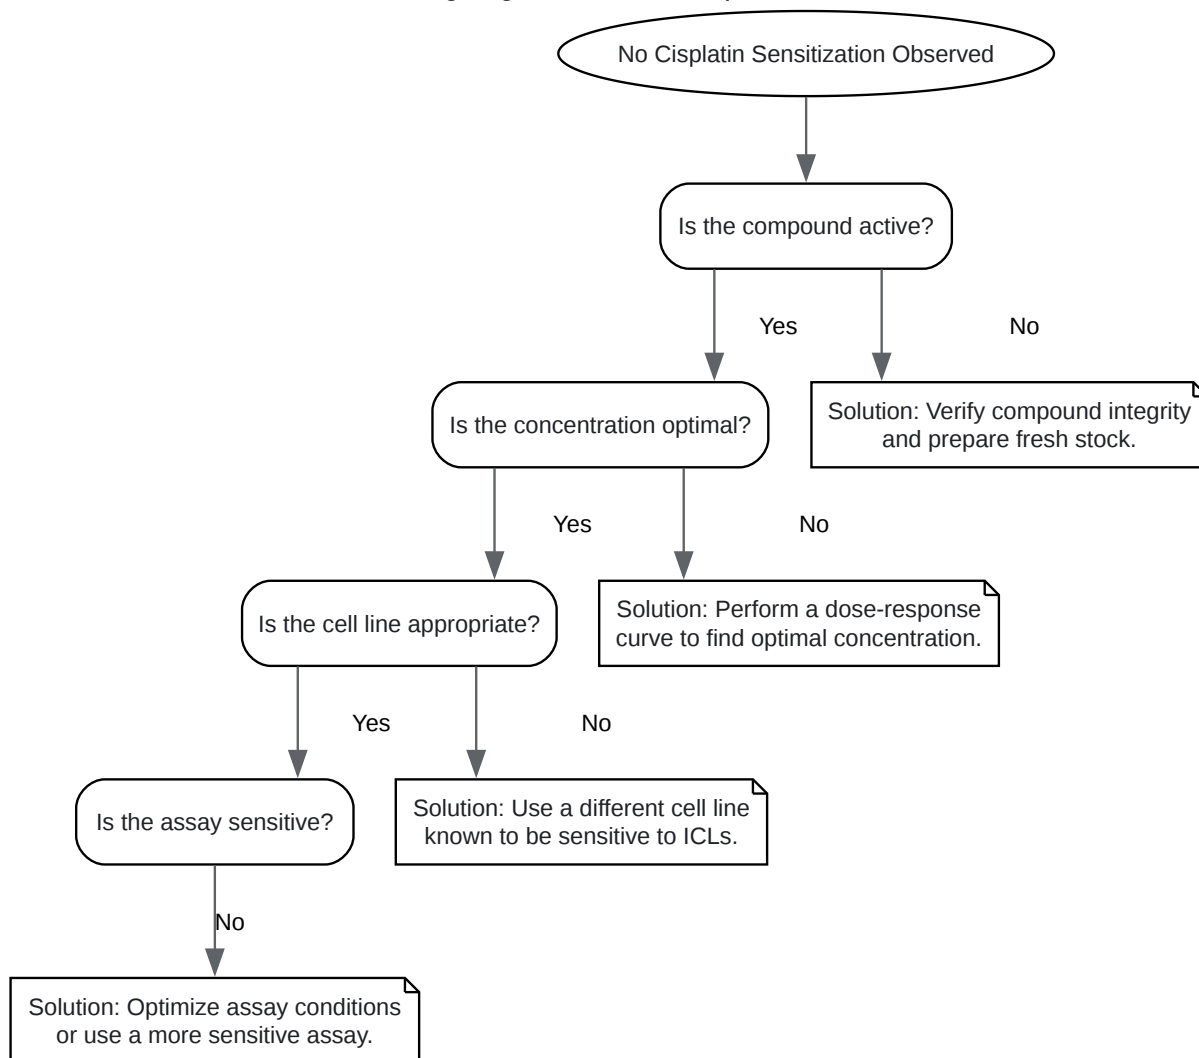 No Cisplatin Sensitization Observed
Is the compound active?
Yes
No
Is the concentration optimal?
Solution: Verify compound integrity
and prepare fresh stock.
Yes
No
Is the cell line appropriate?
Solution: Perform a dose-response
curve to find optimal concentration.
Yes
No
Is the assay sensitive?
Solution: Use a different cell line
known to be sensitive to ICLs.
No
Solution: Optimize assay conditions
or use a more sensitive assay.